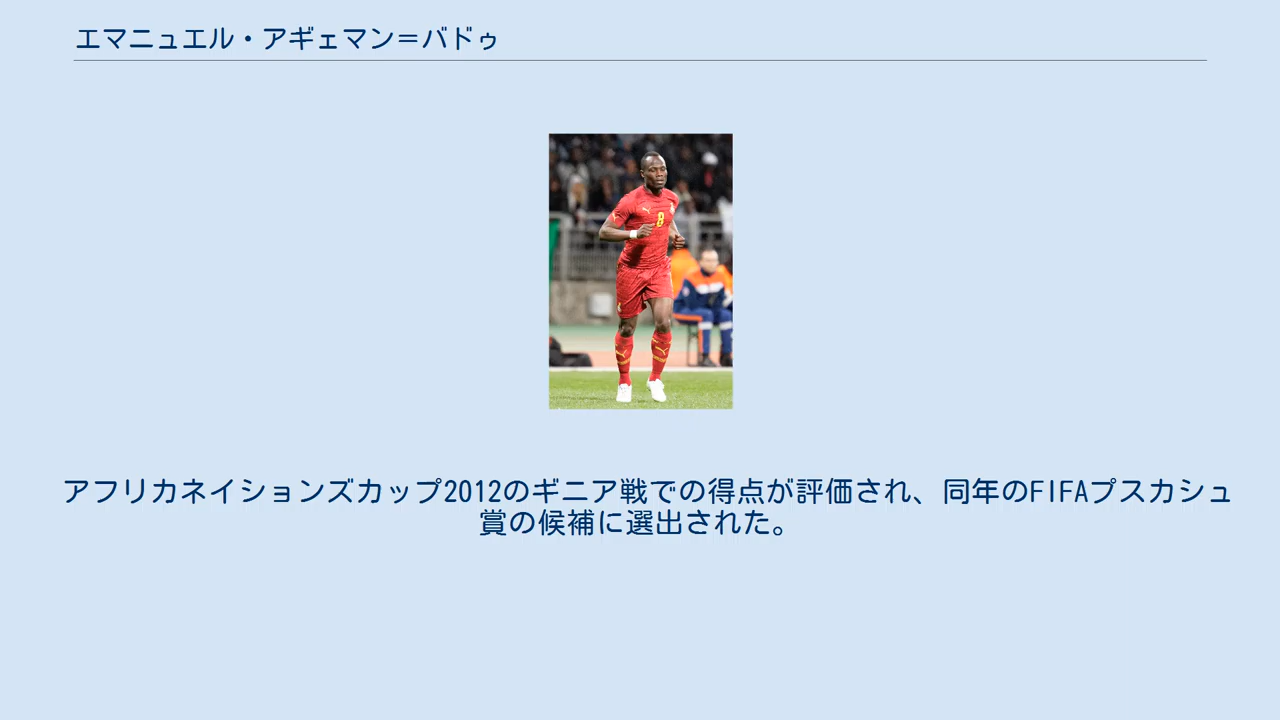 エマニュエル・アギェマン＝バドゥ
8
アフリカネイションズカップ2012のギニア戦での得点が評価され、同年のFIFAプスカシュ
賞の候補に選出された。